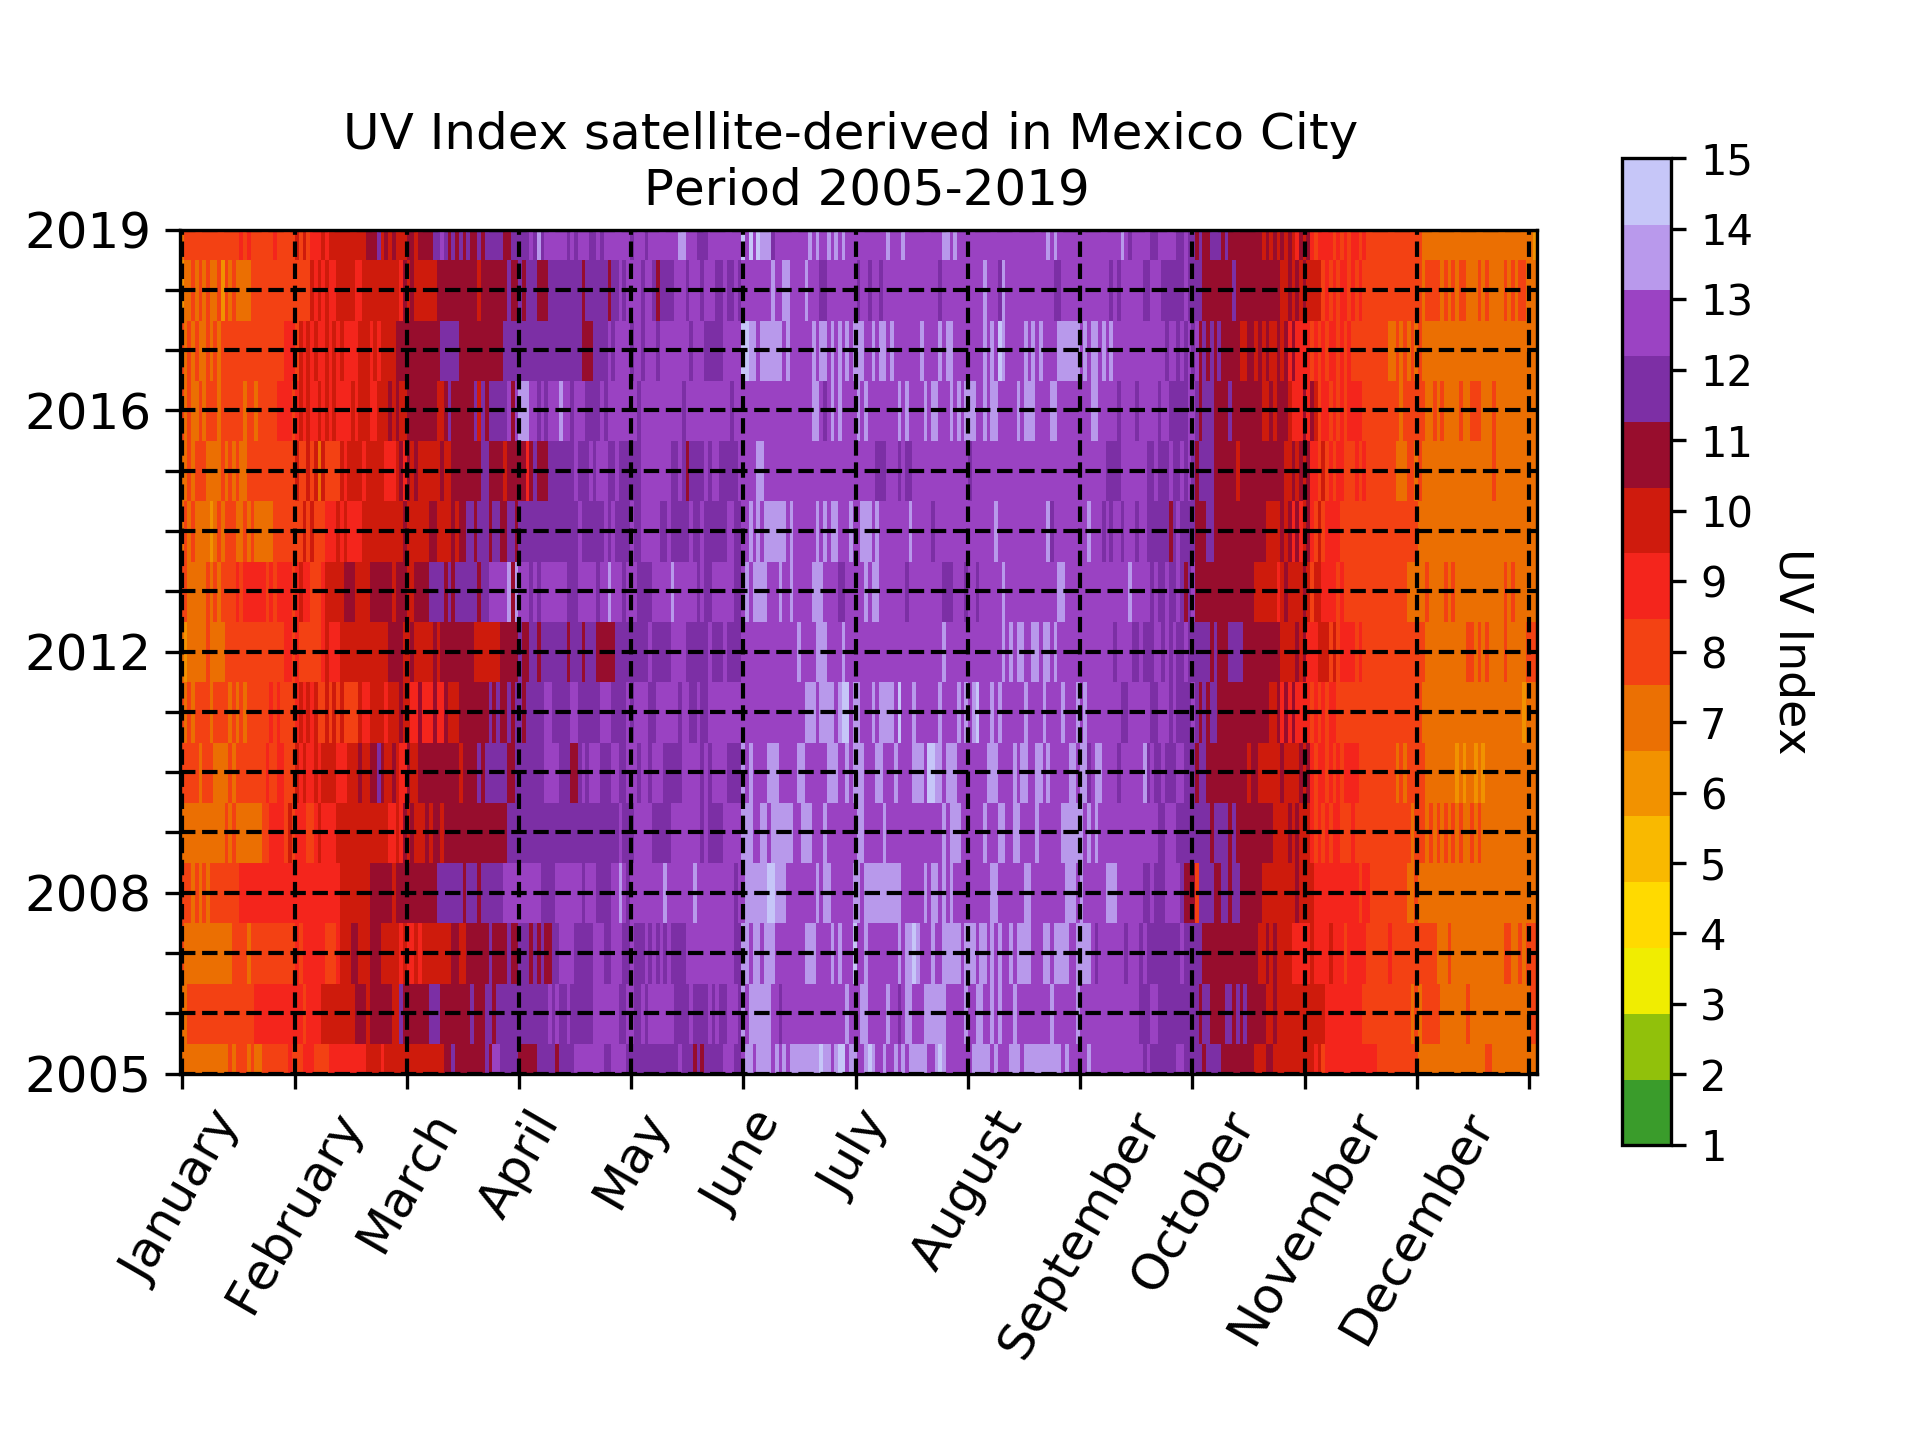 UV Index satellite-derived in Mexico City
Period 2005-2019
2019
2016
2012
2008
2005
January
February
March
April
May
June
July
August
September
October
November
December
15
14
13
12
11
10
9
8
7
6
5
4
3
2
1
UV Index